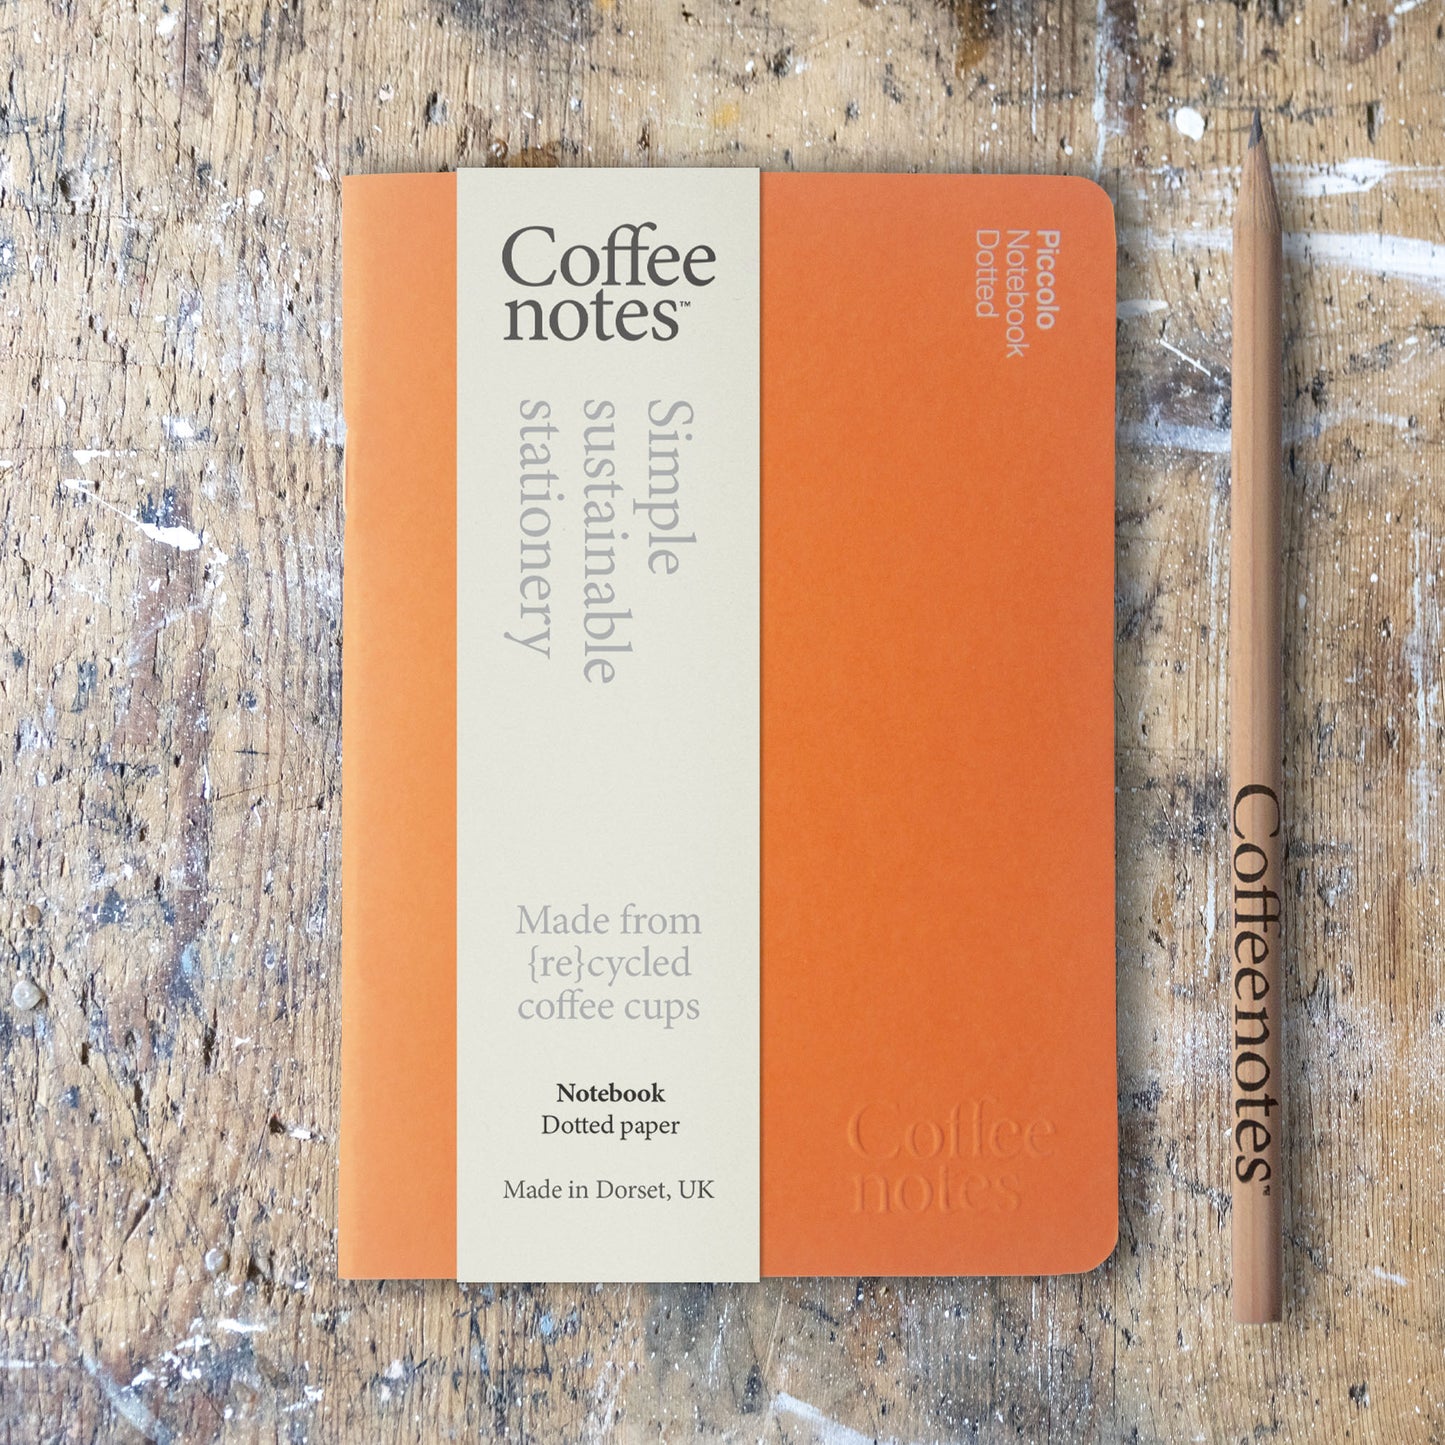 Coffee
notes™
Simple
sustainable
stationery
Made from
{re}cycled
coffee cups
Notebook
Dotted paper
Made in Dorset, UK
Piccolo
Notebook
Dotted
Coffee
notes
Coffeenotes™